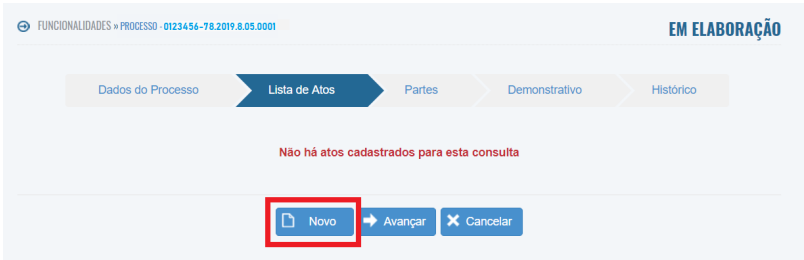 FUNCIONALIDADES » PROCESSO - 0123456-78.2019.8.05.0001
EM ELABORAÇÃO
Dados do Processo Lista de Atos Partes Demonstrativo Histórico
Não há atos cadastrados para esta consulta
Novo Avançar Cancelar